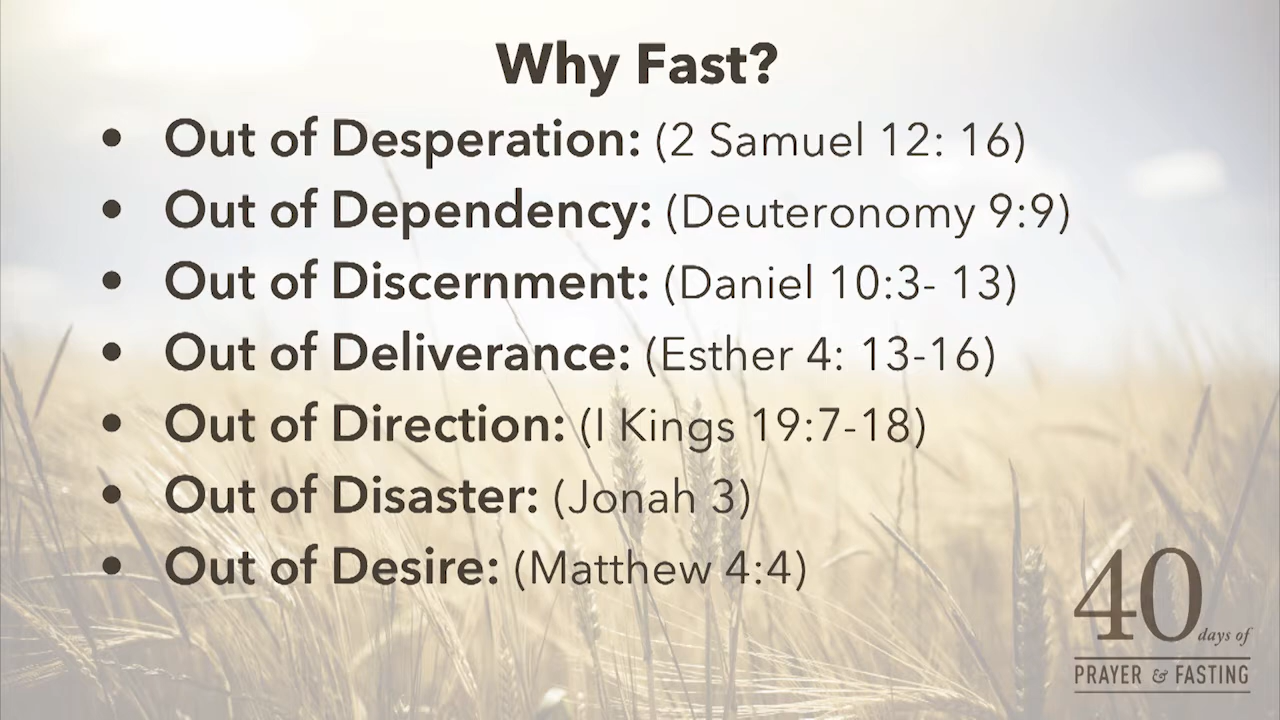 Why Fast?
• Out of Desperation: (2 Samuel 12: 16)
• Out of Dependency: (Deuteronomy 9:9)
• Out of Discernment: (Daniel 10:3- 13)
• Out of Deliverance: (Esther 4: 13-16)
• Out of Direction: (I Kings 19:7-18)
• Out of Disaster: (Jonah 3)
• Out of Desire: (Matthew 4:4)
40 days of
PRAYER & FASTING